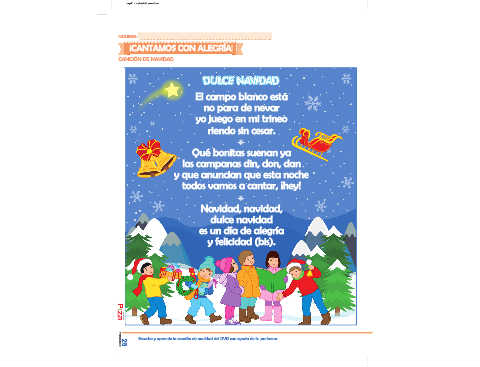 ¡CANTAMOS CON ALEGRÍA!
CANCIÓN DE NAVIDAD
DULCE NAVIDAD
El campo blanco está
no para de nevar
yo juego en mi trineo
riendo sin cesar.
Qué bonitas suenan ya
las campanas din, don, dan
y que anuncian que esta noche
todos vamos a cantar, ¡hey!
Navidad, navidad,
dulce navidad
es un día de alegría
y felicidad (bis).
28